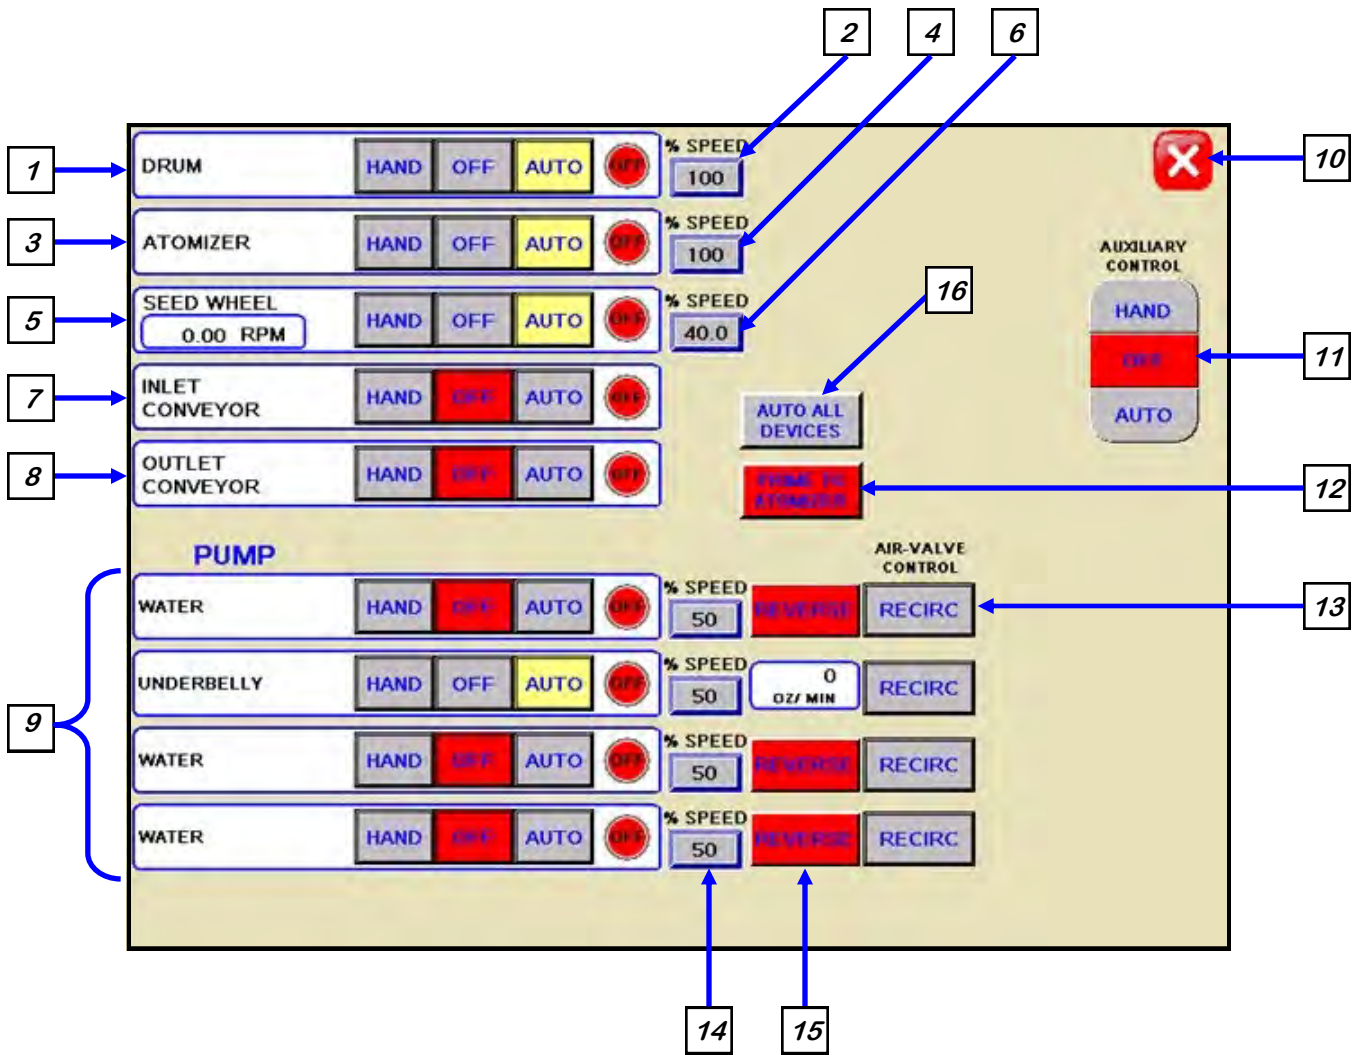 2 4 6
1 DRUM HAND OFF AUTO OFF % SPEED 100 10
3 ATOMIZER HAND OFF AUTO OFF % SPEED 100
AUXILIARY
CONTROL
5 SEED WHEEL HAND OFF AUTO OFF % SPEED 40.0
0.00 RPM
16
HAND
OFF 11
AUTO
7 INLET
CONVEYOR HAND OFF AUTO OFF
AUTO ALL
DEVICES
8 OUTLET
CONVEYOR HAND OFF AUTO OFF
PRIME TO
ATOMIZER 12
PUMP
AIR-VALVE
CONTROL
9
WATER HAND OFF AUTO OFF % SPEED 50 REVERSE RECIRC 13
UNDERBELLY HAND OFF AUTO OFF % SPEED 50 0 OZ/ MIN RECIRC
WATER HAND OFF AUTO OFF % SPEED 50 REVERSE RECIRC
WATER HAND OFF AUTO OFF % SPEED 50 REVERSE RECIRC
14 15